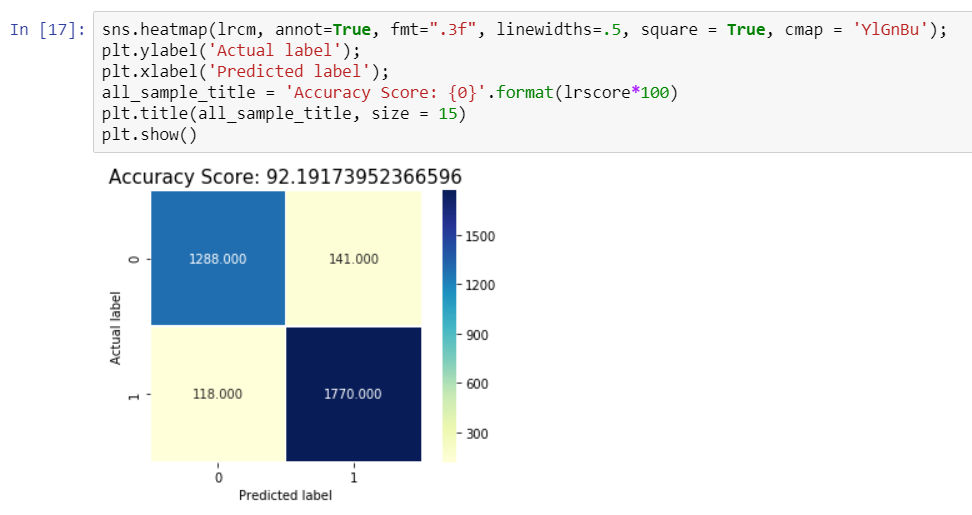 In [17]:
sns.heatmap(lrcm, annot=True, fmt=".3f", linewidths=.5, square = True, cmap = 'YlGnBu');
plt.ylabel('Actual label');
plt.xlabel('Predicted label');
all_sample_title = 'Accuracy Score: {0}'.format(lrscore*100)
plt.title(all_sample_title, size = 15)
plt.show()
Accuracy Score: 92.19173952366596
Actual label
0
1288.000
141.000
1
118.000
1770.000
0
1
Predicted label
1500
1200
900
600
300